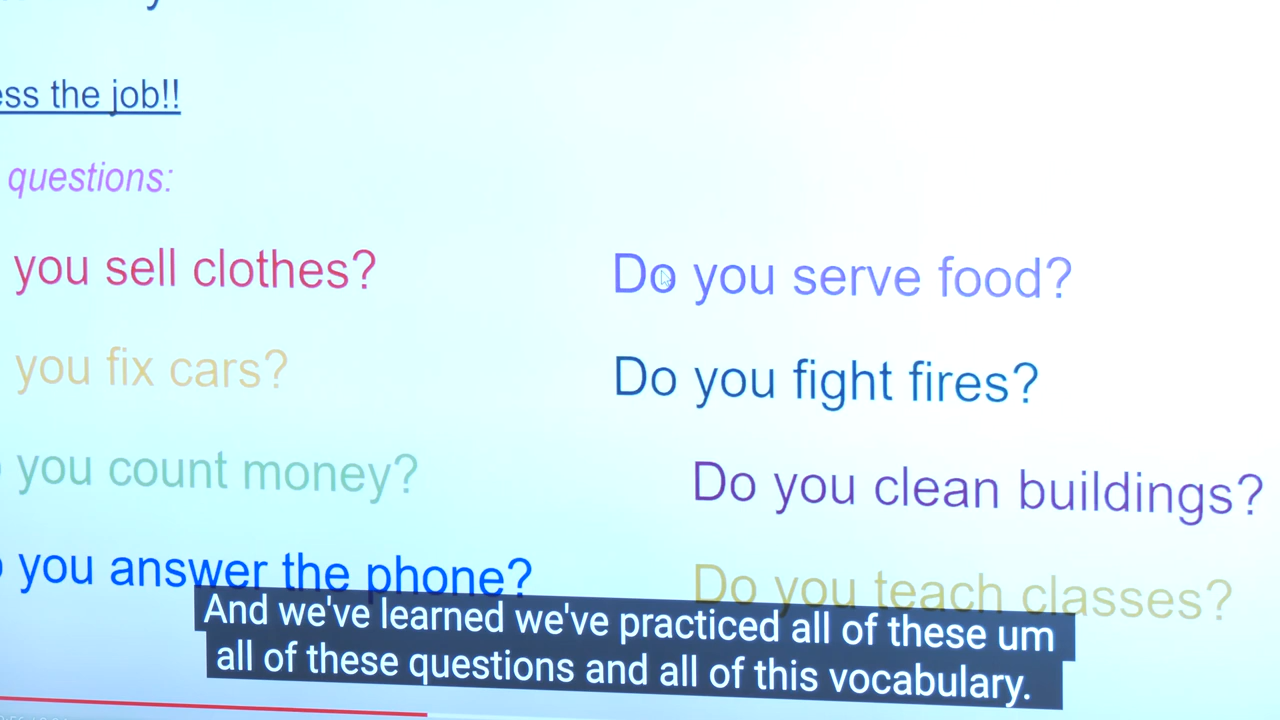 ess the job!!
questions:
you sell clothes?
Do you serve food?
you fix cars?
Do you fight fires?
you count money?
Do you clean buildings?
you answer the phone?
Do you teach classes?
And we've learned we've practiced all of these um
all of these questions and all of this vocabulary.